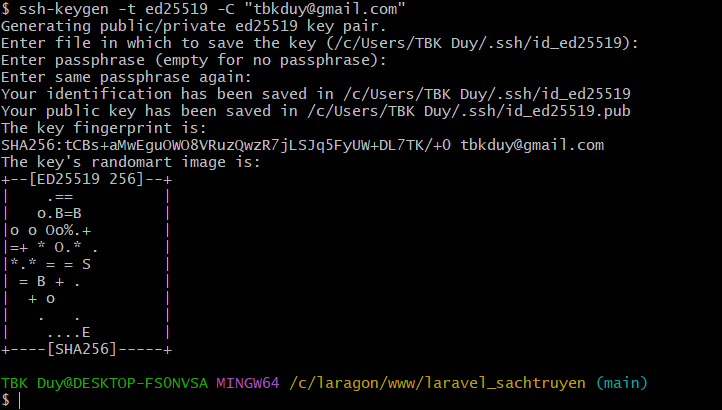 $ ssh-keygen -t ed25519 -C "tbkduy@gmail.com"
Generating public/private ed25519 key pair.
Enter file in which to save the key (/c/Users/TBK Duy/.ssh/id_ed25519):
Enter passphrase (empty for no passphrase):
Enter same passphrase again:
Your identification has been saved in /c/Users/TBK Duy/.ssh/id_ed25519
Your public key has been saved in /c/Users/TBK Duy/.ssh/id_ed25519.pub
The key fingerprint is:
SHA256:tCBs+aMwEguOWO8VRuzQwzR7jLSJq5FyUW+DL7TK/+0 tbkduy@gmail.com
The key's randomart image is:
+--[ED25519 256]--+
|     .==         |
|    o.B=B        |
|o o Oo%.+        |
|=+ * O.* .       |
|*.* = = S        |
| = B + .         |
|  + o            |
|   .   .         |
|    ....E        |
+----[SHA256]-----+
TBK Duy@DESKTOP-FS0NVSA MINGW64 /c/laragon/www/laravel_sachtruyen (main)
$